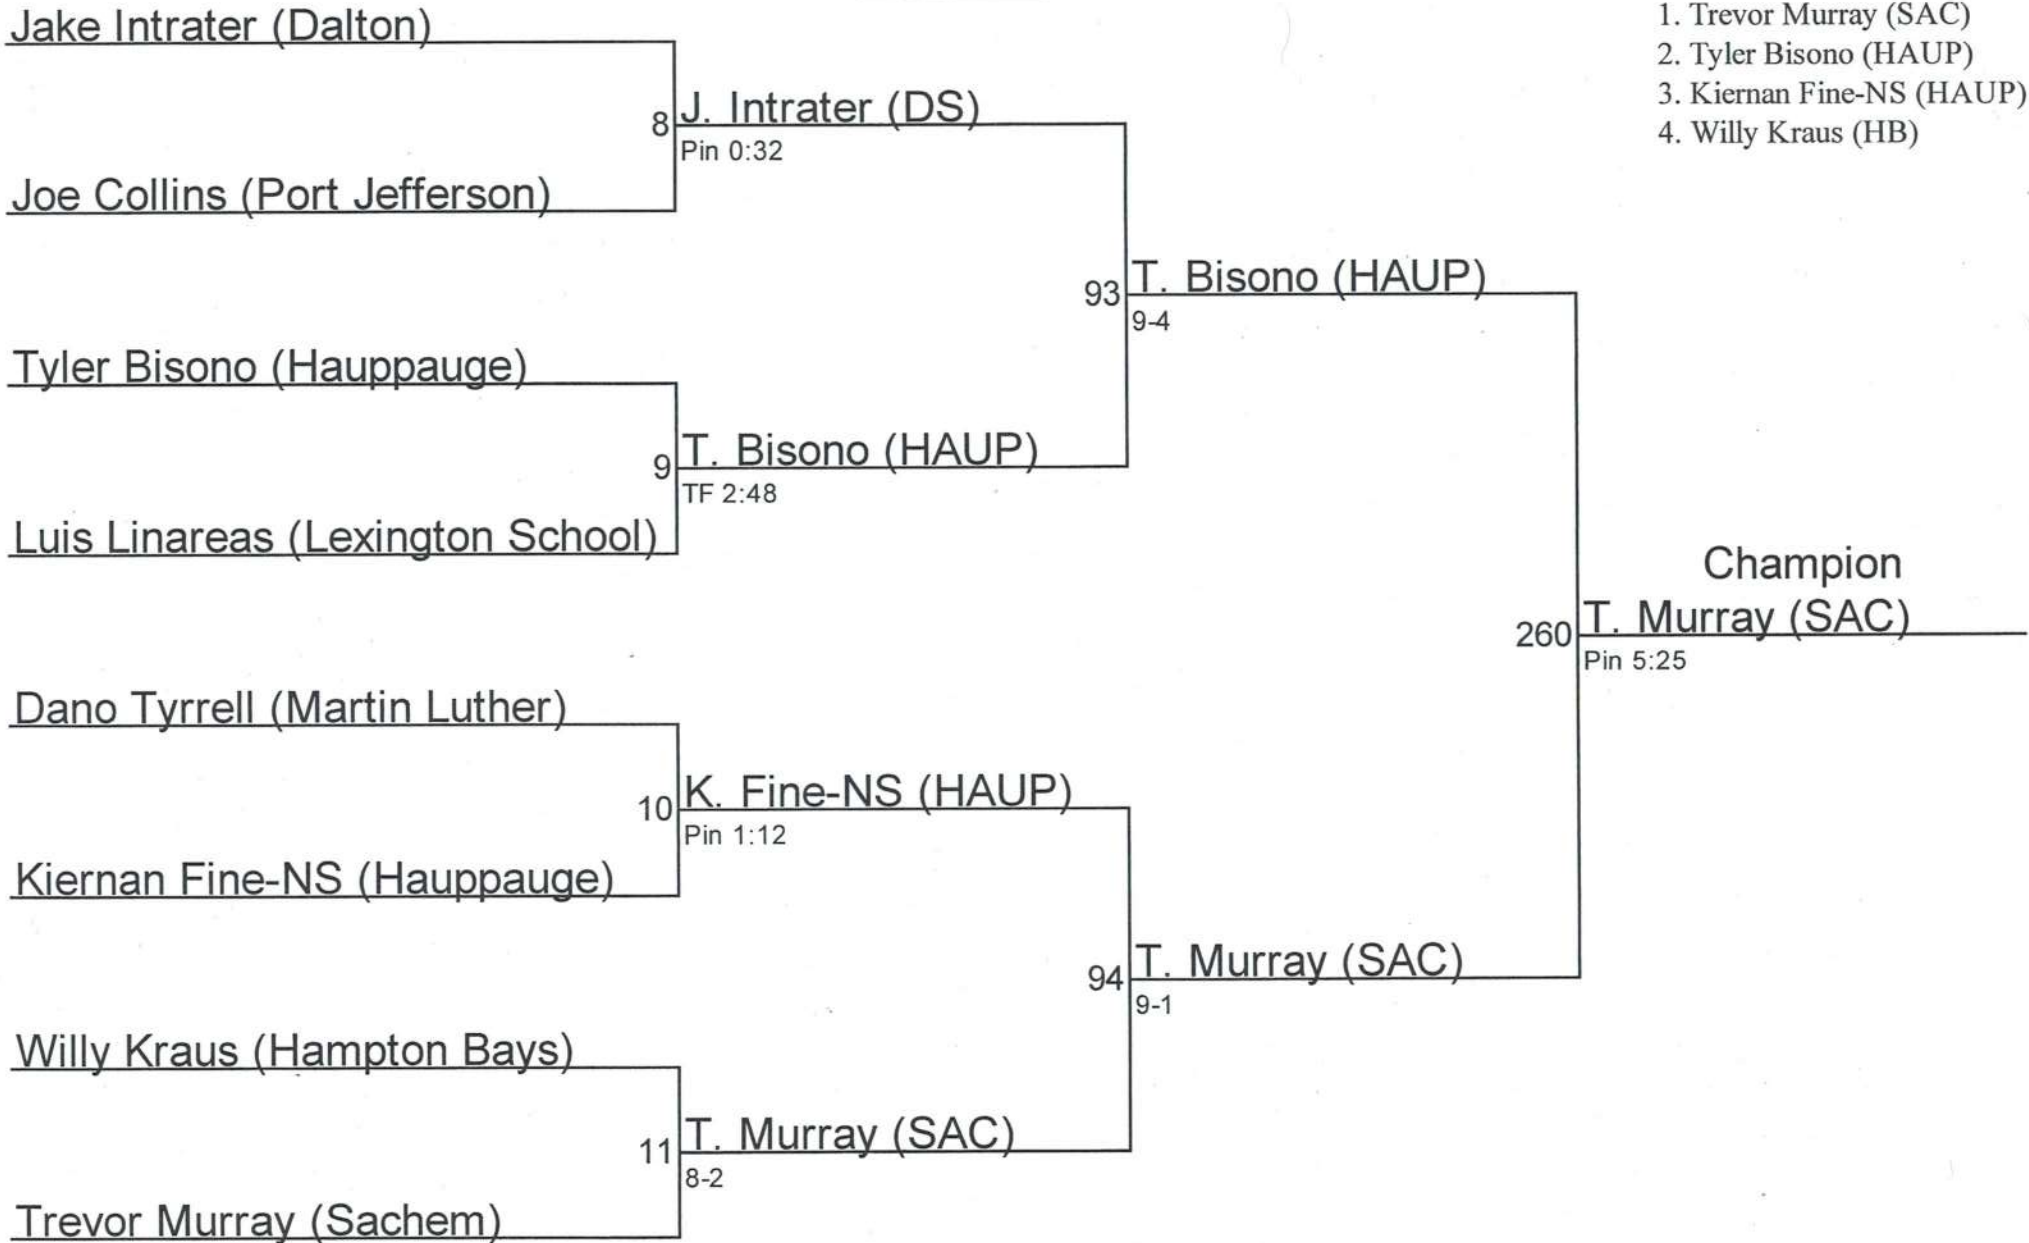 Jake Intrater (Dalton)
1. Trevor Murray (SAC)
2. Tyler Bisono (HAUP)
3. Kiernan Fine-NS (HAUP)
4. Willy Kraus (HB)
8 J. Intrater (DS)
Pin 0:32
Joe Collins (Port Jefferson)
93 T. Bisono (HAUP)
9-4
Tyler Bisono (Hauppauge)
9 T. Bisono (HAUP)
TF 2:48
Luis Linareas (Lexington School)
Champion
260 T. Murray (SAC)
Pin 5:25
Dano Tyrrell (Martin Luther)
10 K. Fine-NS (HAUP)
Pin 1:12
Kiernan Fine-NS (Hauppauge)
94 T. Murray (SAC)
9-1
Willy Kraus (Hampton Bays)
11 T. Murray (SAC)
8-2
Trevor Murray (Sachem)